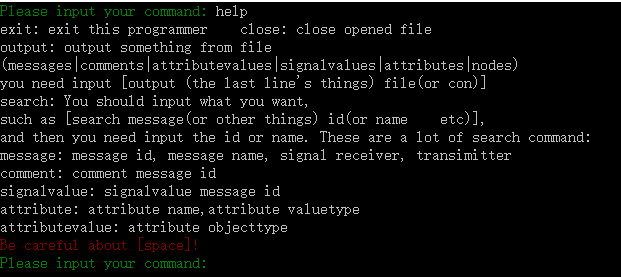 Please input your command: help
exit: exit this programmer    close: close opened file
output: output something from file
(messages|comments|attributevalues|signalvalues|attributes|nodes)
you need input [output (the last line's things) file(or con)]
search: You should input what you want,
such as [search message(or other things) id(or name    etc)],
and then you need input the id or name. These are a lot of search command:
message: message id, message name, signal receiver, transimitter
comment: comment message id
signalvalue: signalvalue message id
attribute: attribute name,attribute valuetype
attributevalue: attribute objecttype
Be careful about [space]!
Please input your command: